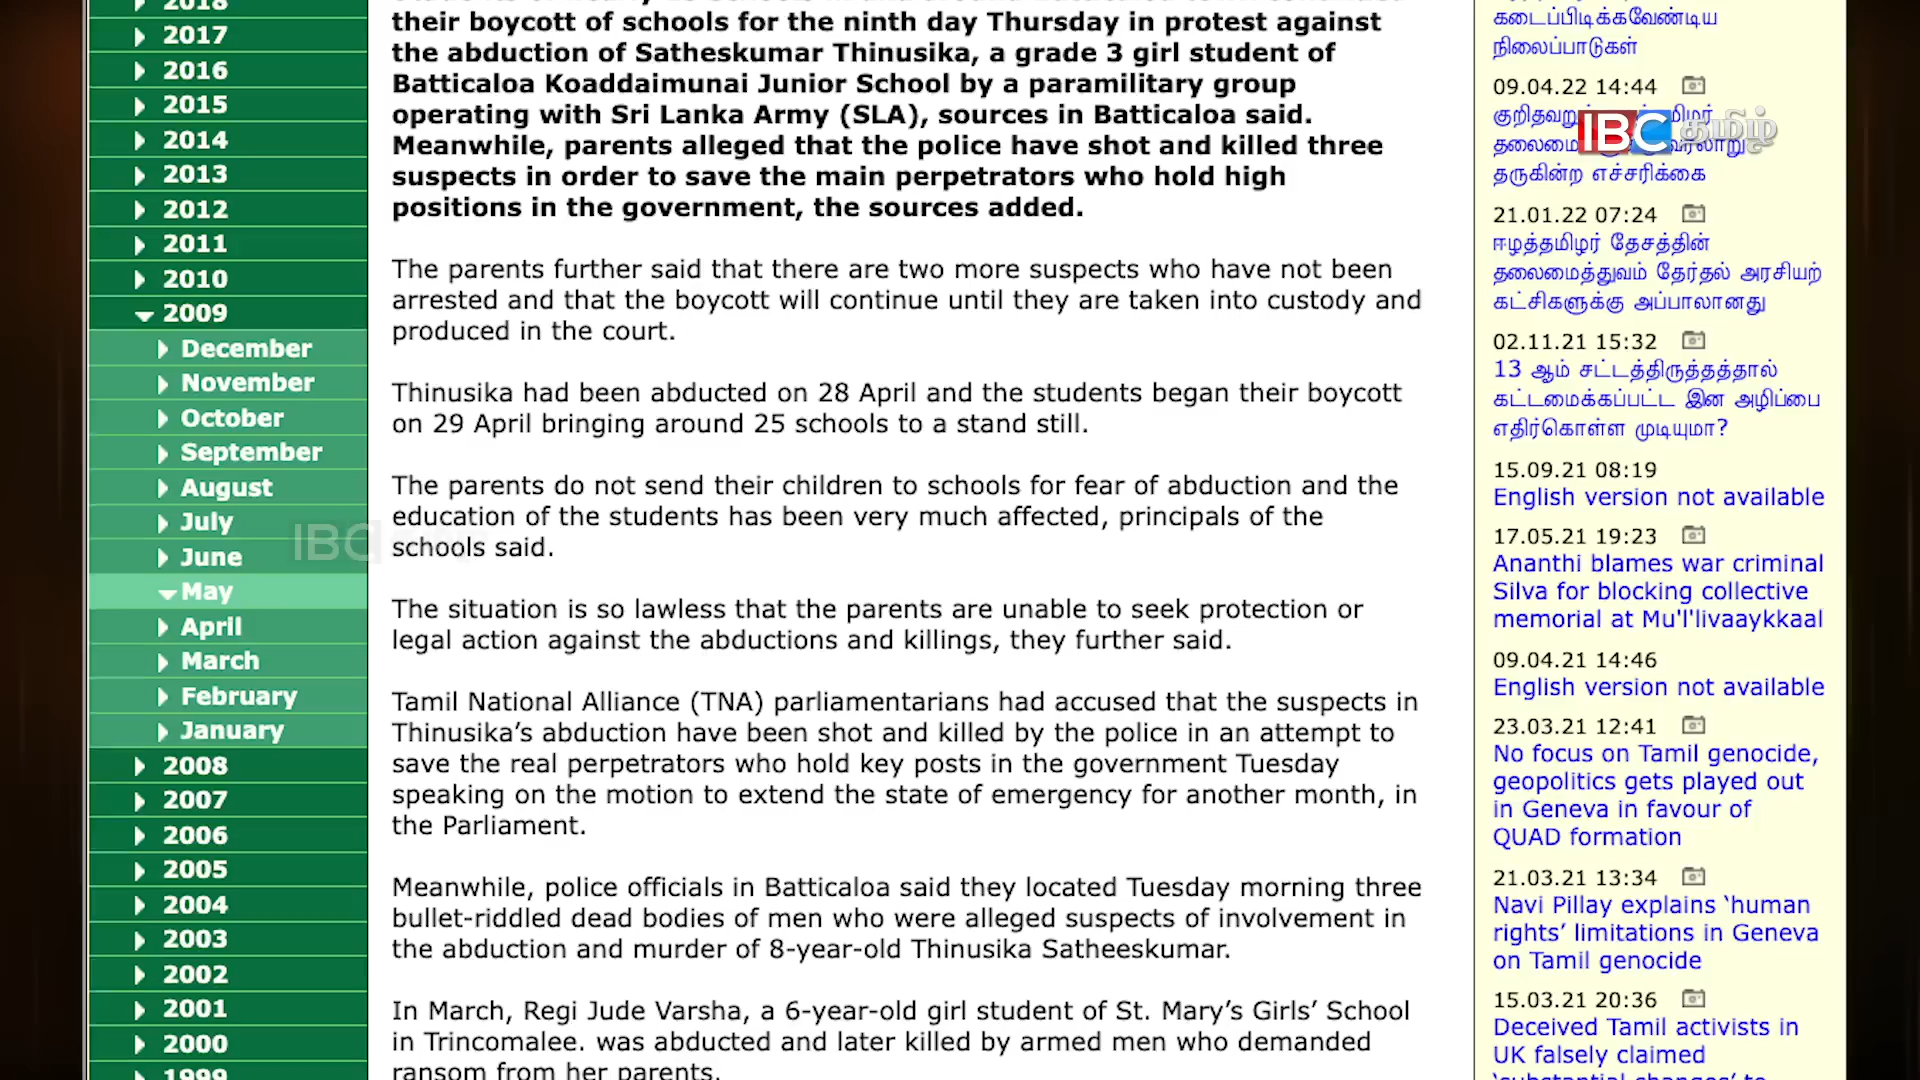 2018
2017
2016
2015
2014
2013
2012
2011
2010
2009
December
November
October
September
August
July
June
May
April
March
February
January
2008
2007
2006
2005
2004
2003
2002
2001
2000
1999
their boycott of schools for the ninth day Thursday in protest against
the abduction of Satheskumar Thinusika, a grade 3 girl student of
Batticaloa Koaddaimunai Junior School by a paramilitary group
operating with Sri Lanka Army (SLA), sources in Batticaloa said.
Meanwhile, parents alleged that the police have shot and killed three
suspects in order to save the main perpetrators who hold high
positions in the government, the sources added.
The parents further said that there are two more suspects who have not been
arrested and that the boycott will continue until they are taken into custody and
produced in the court.
Thinusika had been abducted on 28 April and the students began their boycott
on 29 April bringing around 25 schools to a stand still.
The parents do not send their children to schools for fear of abduction and the
education of the students has been very much affected, principals of the
schools said.
The situation is so lawless that the parents are unable to seek protection or
legal action against the abductions and killings, they further said.
Tamil National Alliance (TNA) parliamentarians had accused that the suspects in
Thinusika’s abduction have been shot and killed by the police in an attempt to
save the real perpetrators who hold key posts in the government Tuesday
speaking on the motion to extend the state of emergency for another month, in
the Parliament.
Meanwhile, police officials in Batticaloa said they located Tuesday morning three
bullet-riddled dead bodies of men who were alleged suspects of involvement in
the abduction and murder of 8-year-old Thinusika Satheeskumar.
In March, Regi Jude Varsha, a 6-year-old girl student of St. Mary’s Girls’ School
in Trincomalee. was abducted and later killed by armed men who demanded
ransom from her parents.
IBC
கடைப்பிடிக்கவேண்டிய
நிலைப்பாடுகள்
09.04.22 14:44
IBC தமிழ்
தருகின்ற எச்சரிக்கை
21.01.22 07:24
ஈழத்தமிழர் தேசத்தின்
தலைமைத்துவம் தேர்தல் அரசியற்
கட்சிகளுக்கு அப்பாலானது
02.11.21 15:32
13 ஆம் சட்டத்திருத்தத்தால்
கட்டமைக்கப்பட்ட இன அழிப்பை
எதிர்கொள்ள முடியுமா?
15.09.21 08:19
English version not available
17.05.21 19:23
Ananthi blames war criminal
Silva for blocking collective
memorial at Mu'l'livaaykkaal
09.04.21 14:46
English version not available
23.03.21 12:41
No focus on Tamil genocide,
geopolitics gets played out
in Geneva in favour of
QUAD formation
21.03.21 13:34
Navi Pillay explains ‘human
rights’ limitations in Geneva
on Tamil genocide
15.03.21 20:36
Deceived Tamil activists in
UK falsely claimed